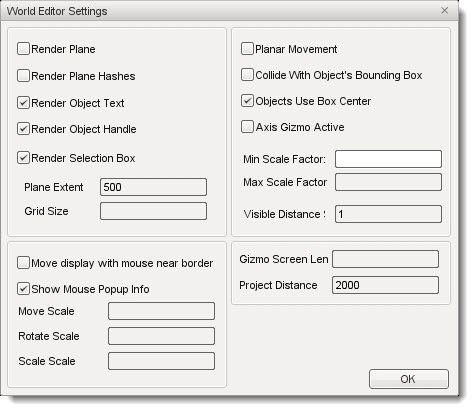 World Editor Settings
Render Plane
Render Plane Hashes
Render Object Text
Render Object Handle
Render Selection Box
Plane Extent 500
Grid Size
Planar Movement
Collide With Object's Bounding Box
Objects Use Box Center
Axis Gizmo Active
Min Scale Factor:
Max Scale Factor
Visible Distance
1
Move display with mouse near border
Show Mouse Popup Info
Move Scale
Rotate Scale
Scale Scale
Gizmo Screen Len
Project Distance 2000
OK